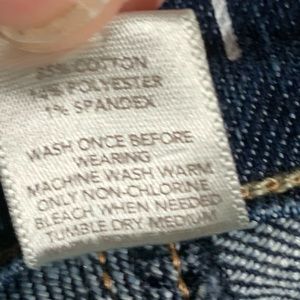 85% COTTON
14% POLYESTER
1% SPANDEX
WASH ONCE BEFORE
WEARING
MACHINE WASH WARM
ONLY NON-CHLORINE
BLEACH WHEN NEEDED
TUMBLE DRY MEDIUM